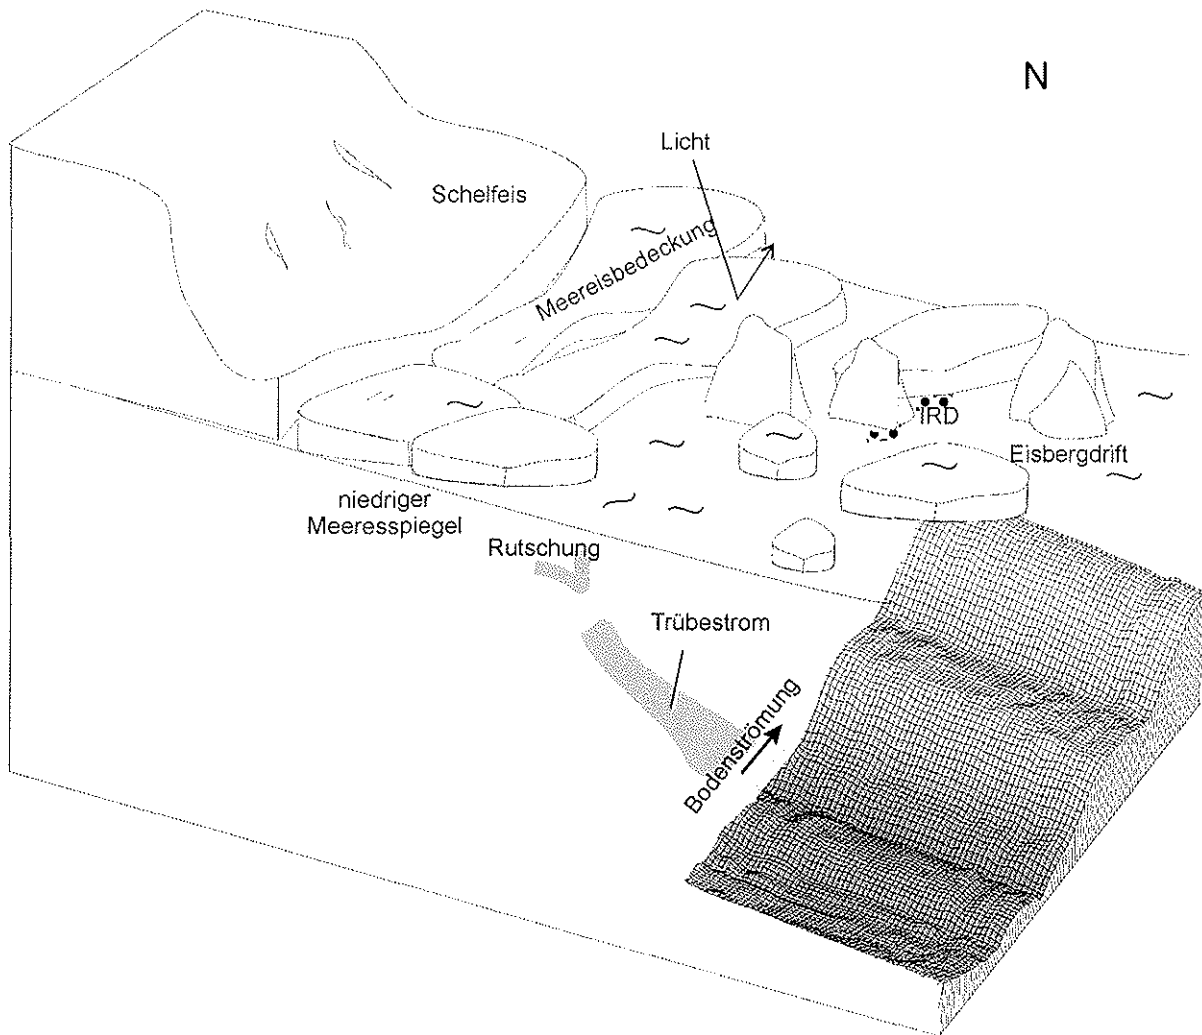 N
Licht
Schelfeis
Meereisbedeckung
IRD
Eisbergdrift
niedriger
Meeresspiegel
Rutschung
Trübestrom
Bodenströmung